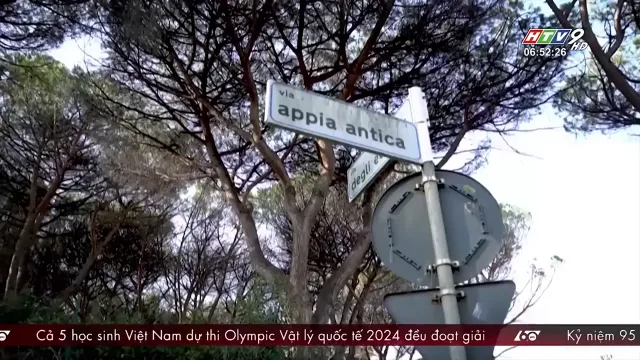 HTV9
HD
06:52:26
via
appia antica
degli
Cả 5 học sinh Việt Nam dự thi Olympic Vật lý quốc tế 2024 đều đoạt giải
Kỷ niệm 95